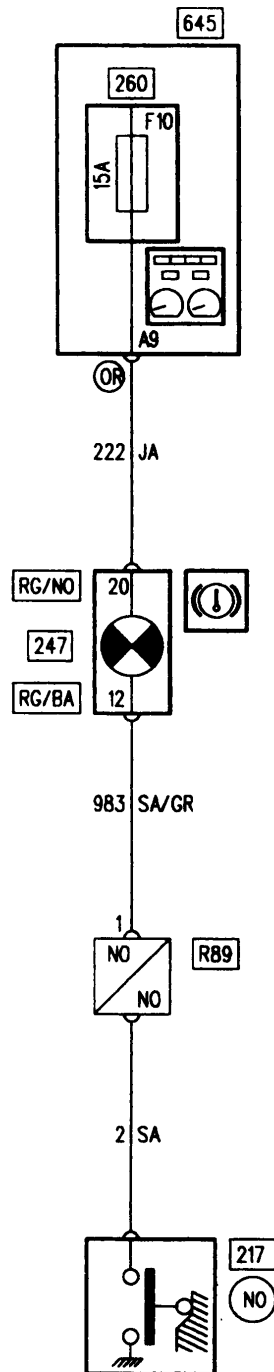 645
260
F10
15A
A9
OR
222 JA
RG/NO 20
247
RG/BA 12
983 SA/GR
1
NO R89
NO
2 SA
217
NO